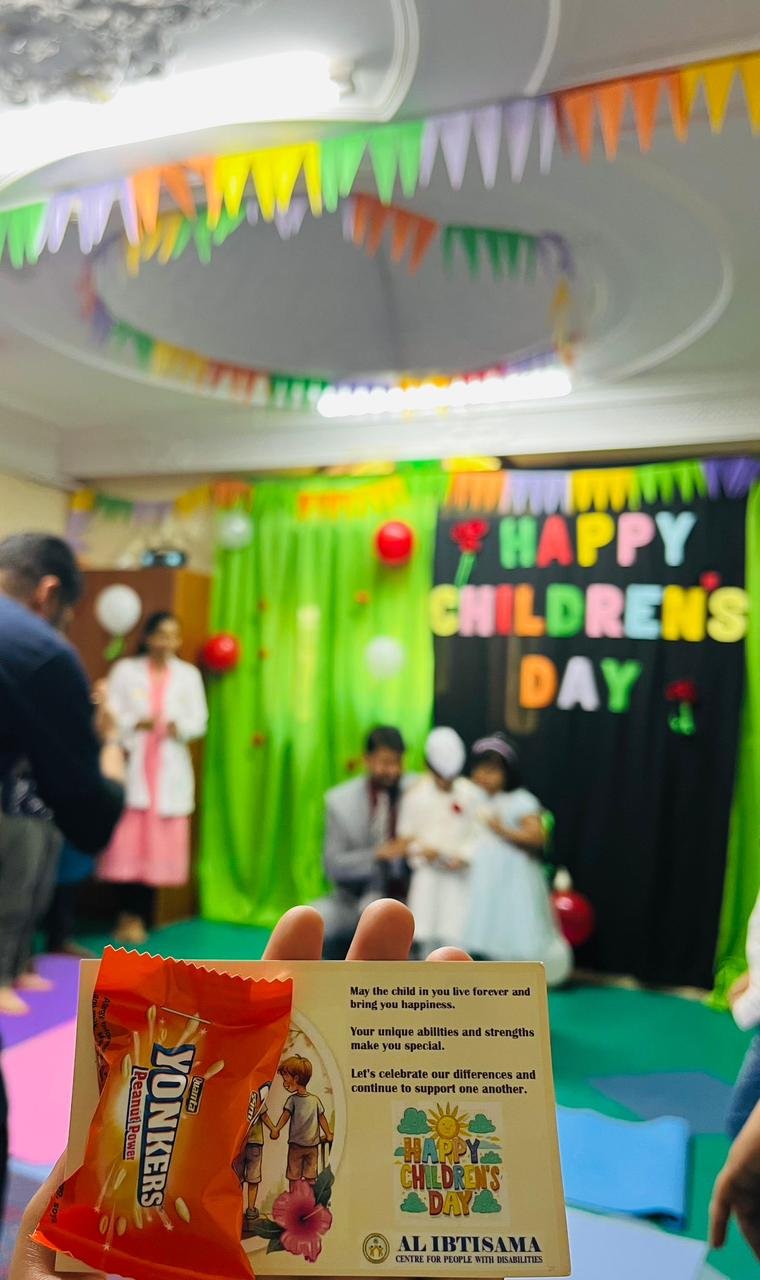 HAPPY
CHILDRENS
DAY
May the child in you live forever and
bring you happiness.
Your unique abilities and strengths
make you special.
Let's celebrate our differences and
continue to support one another.
HAPPY
CHILDREN'S
DAY
AL IBTISAMA
CENTRE FOR PEOPLE WITH DISABILITIES
Quanta
YONKERS
Peanut Power